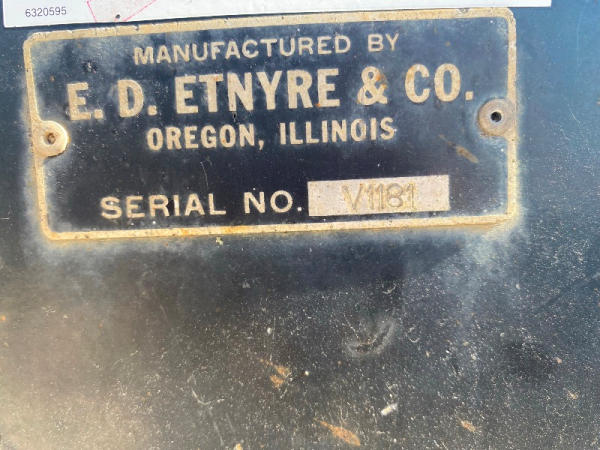 6320595
MANUFACTURED BY
E. D. ETNYRE & CO.
OREGON, ILLINOIS
SERIAL NO. V1181